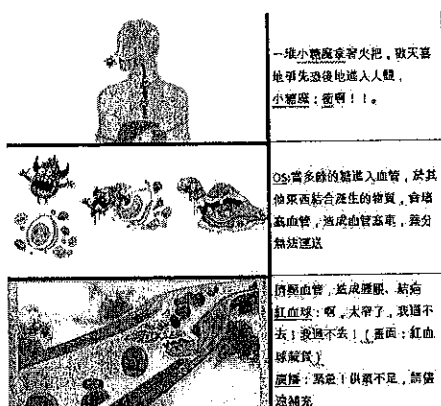 一堆小糖魔拿著火把，歡天喜
地爭先恐後地進入人體，
小糖魔：衝啊！！。
OS:當多餘的糖進入血管，於其
他東西結合產生的物質，會堵
塞血管，造成血管塞車，養分
無法運送
擠壓血管，造成腫脹、結痂
紅血球：啊，太窄了，我過不
去！我過不去！（畫面：紅血
球
廣播：緊急！供氧不足，請儘
速補充